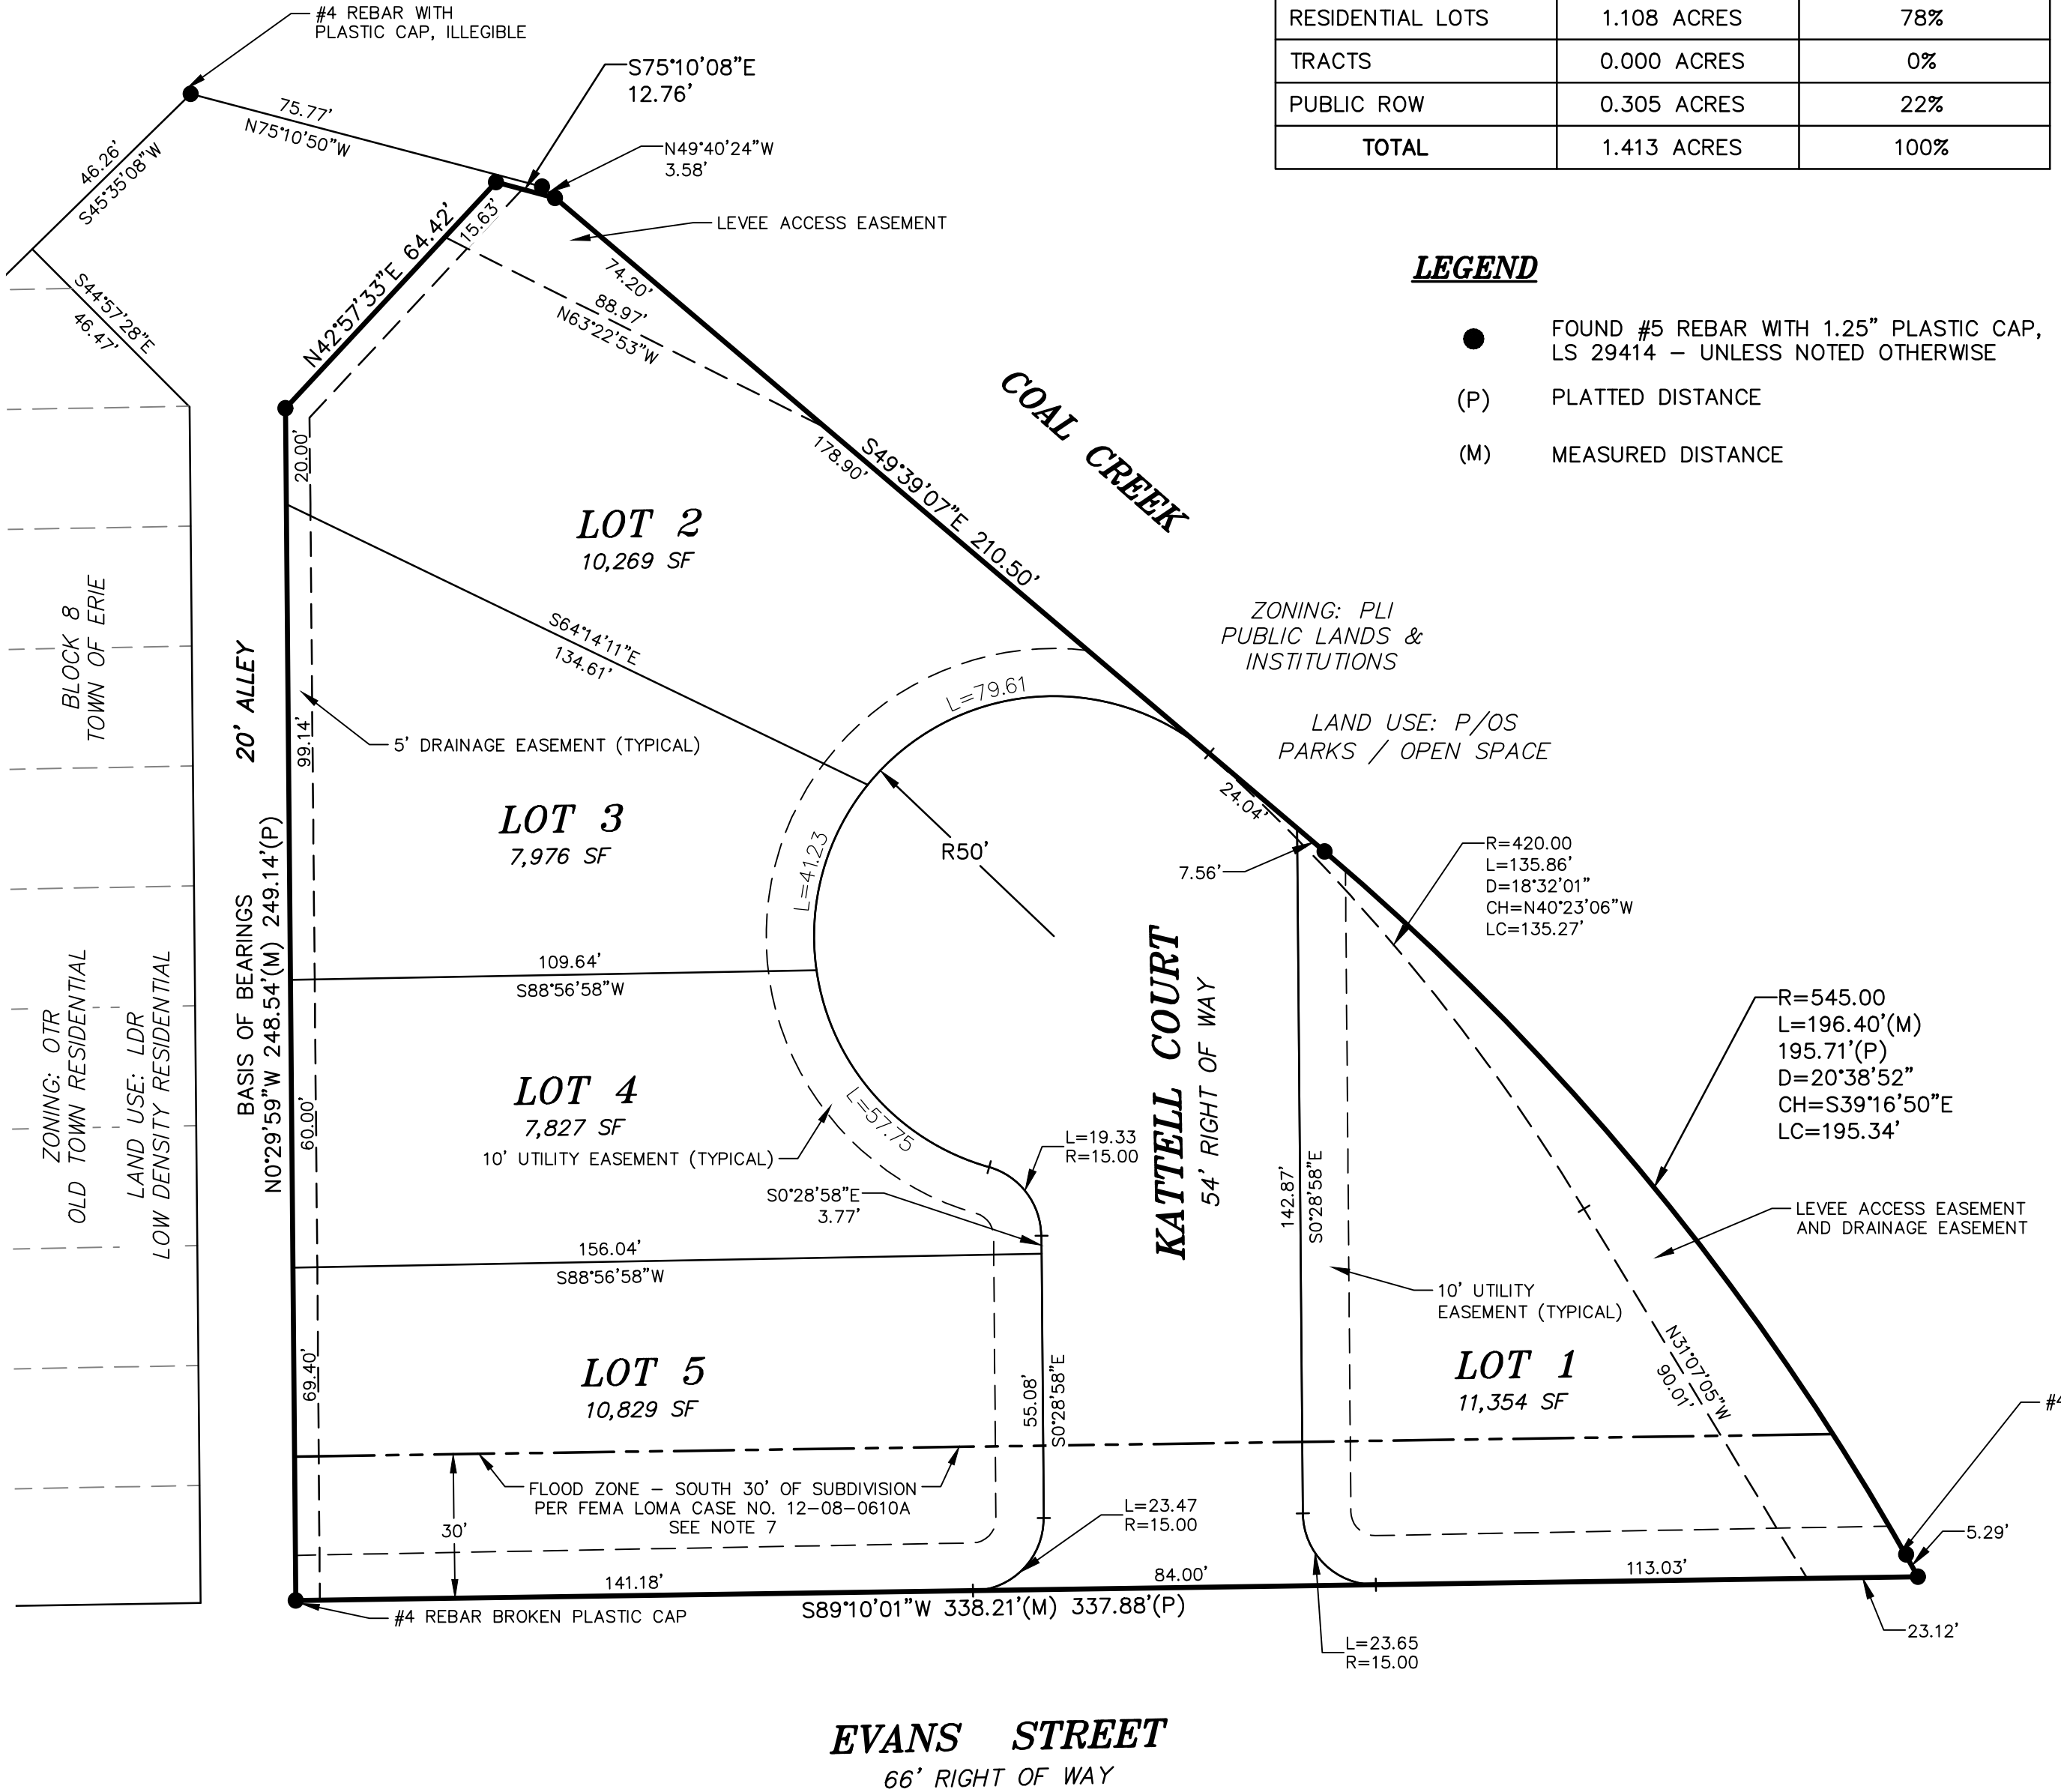 #4 REBAR WITH
PLASTIC CAP, ILLEGIBLE
RESIDENTIAL LOTS 1.108 ACRES 78%
TRACTS 0.000 ACRES 0%
PUBLIC ROW 0.305 ACRES 22%
TOTAL 1.413 ACRES 100%
S75°10'08"E
12.76'
75.77'
N75°10'50"W
N49°40'24"W
3.58'
46.26'
S45°35'08"W
LEVEE ACCESS EASEMENT
15.63'
N42°57'33"E 64.42'
S44°57'28"E
46.47'
74.20'
88.97'
N63°22'53"W
LEGEND
FOUND #5 REBAR WITH 1.25" PLASTIC CAP,
LS 29414 – UNLESS NOTED OTHERWISE
(P) PLATTED DISTANCE
(M) MEASURED DISTANCE
COAL CREEK
20.00'
178.90'
S49°39'07"E 210.50'
LOT 2
10,269 SF
ZONING: PLI
PUBLIC LANDS &
INSTITUTIONS
LAND USE: P/OS
PARKS / OPEN SPACE
BLOCK 8
TOWN OF ERIE
20' ALLEY
S64°14'11"E
134.61'
L=79.61
99.14'
5' DRAINAGE EASEMENT (TYPICAL)
LOT 3
7,976 SF
L=41.23
R50'
24.04'
7.56'
R=420.00
L=135.86'
D=18°32'01"
CH=N40°23'06"W
LC=135.27'
BASIS OF BEARINGS
N0°29'59"W 248.54'(M) 249.14'(P)
109.64'
S88°56'58"W
KATTELL COURT
54' RIGHT OF WAY
R=545.00
L=196.40'(M)
195.71'(P)
D=20°38'52"
CH=S39°16'50"E
LC=195.34'
ZONING: OTR
OLD TOWN RESIDENTIAL
LAND USE: LDR
LOW DENSITY RESIDENTIAL
LOT 4
7,827 SF
60.00'
L=57.75
10' UTILITY EASEMENT (TYPICAL)
L=19.33
R=15.00
S0°28'58"E
3.77'
142.87'
S0°28'58"E
LEVEE ACCESS EASEMENT
AND DRAINAGE EASEMENT
156.04'
S88°56'58"W
10' UTILITY
EASEMENT (TYPICAL)
N31°07'05"W
90.01'
LOT 5
10,829 SF
69.40'
55.08'
S0°28'58"E
LOT 1
11,354 SF
#4
FLOOD ZONE – SOUTH 30' OF SUBDIVISION
PER FEMA LOMA CASE NO. 12–08–0610A
SEE NOTE 7
30'
L=23.47
R=15.00
5.29'
141.18'
84.00'
113.03'
#4 REBAR BROKEN PLASTIC CAP
S89°10'01"W 338.21'(M) 337.88'(P)
23.12'
L=23.65
R=15.00
EVANS STREET
66' RIGHT OF WAY